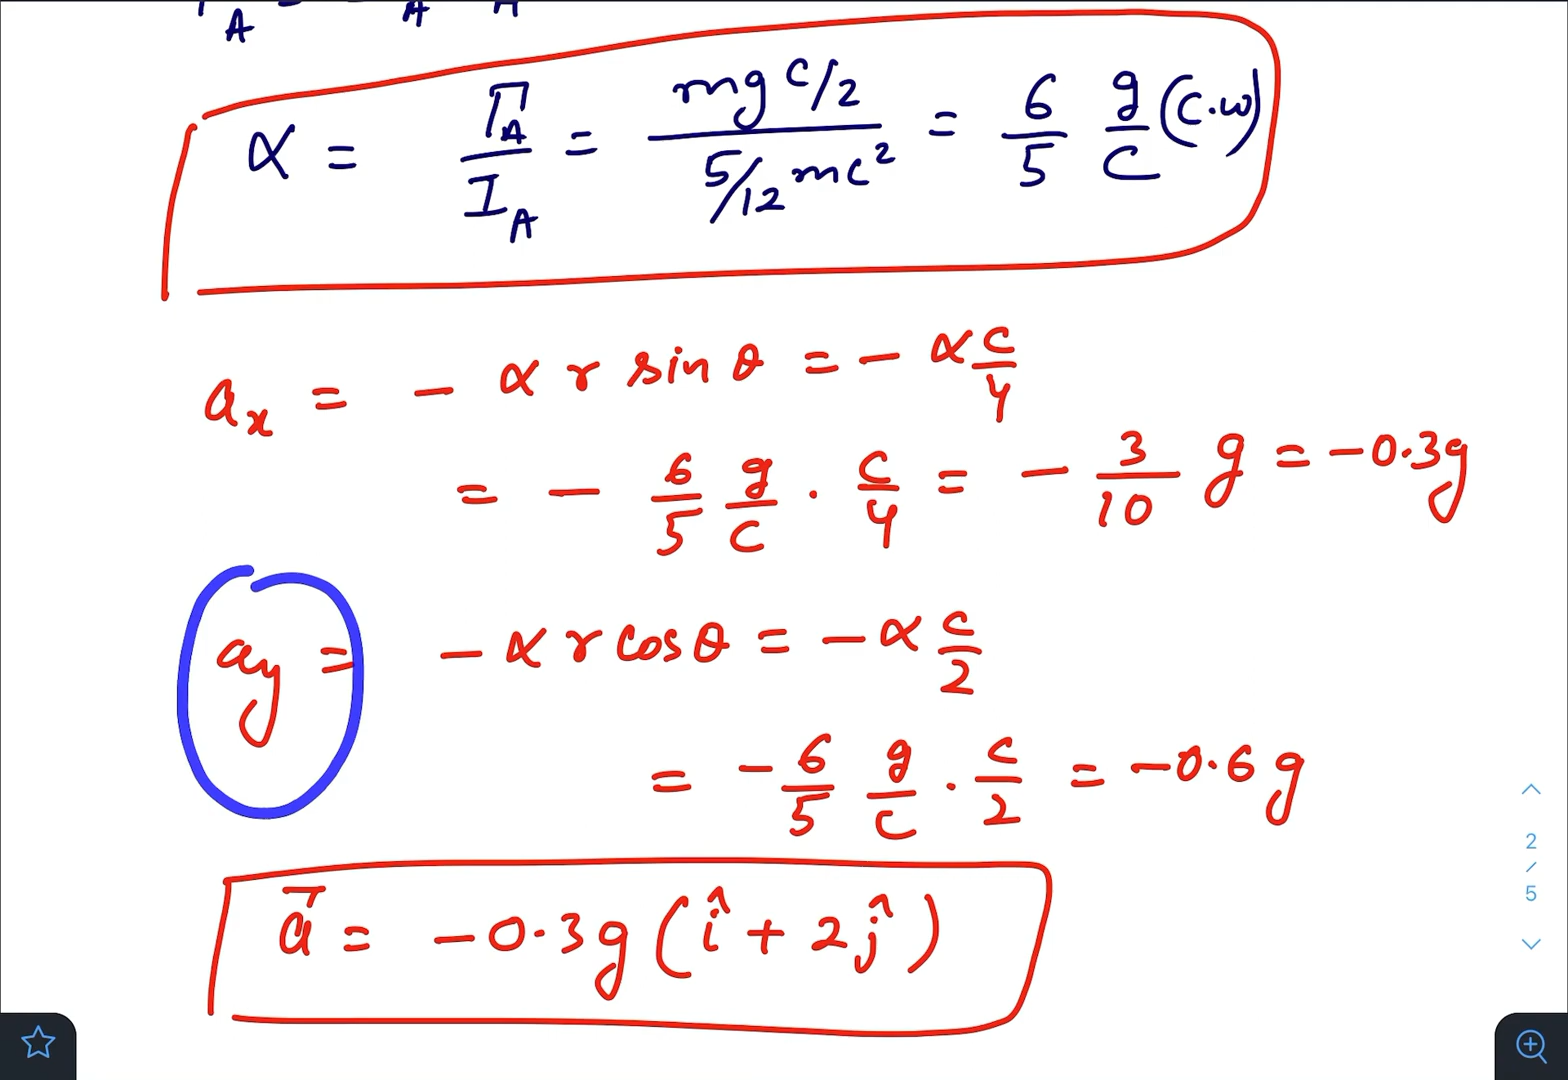 A A A
α = Γ_A / I_A = (mg c/2) / (5/12 mc²) = 6/5 g/c (c.w)
a_x = - α r sin θ = - α c/4
= - 6/5 g/c · c/4 = - 3/10 g = -0.3g
a_y = - α r cos θ = - α c/2
= - 6/5 g/c · c/2 = -0.6g
2
/
5
a⃗ = -0.3g (î + 2ĵ)